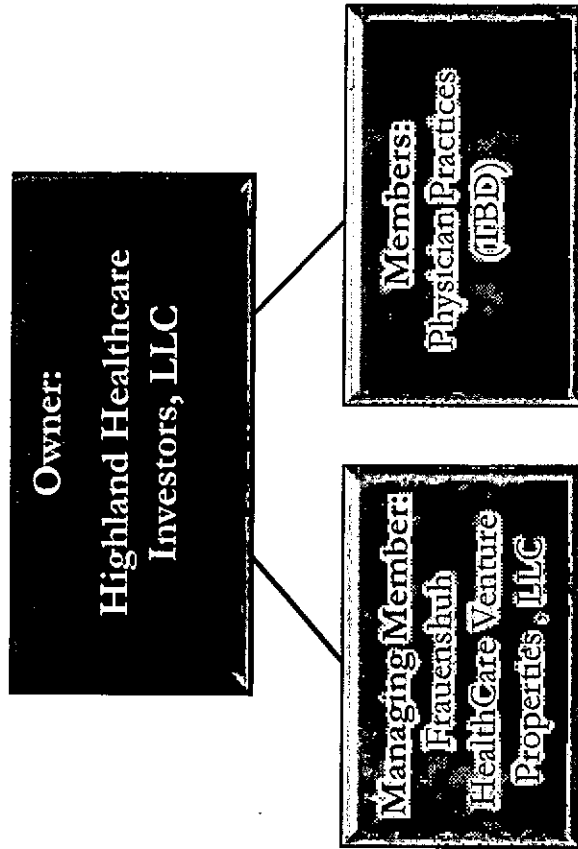 Owner:
Highland Healthcare
Investors, LLC
Managing Member:
Frauenshuh
HealthCare Venture
Properties, LLC
Members:
Physician Practices
(TBD)